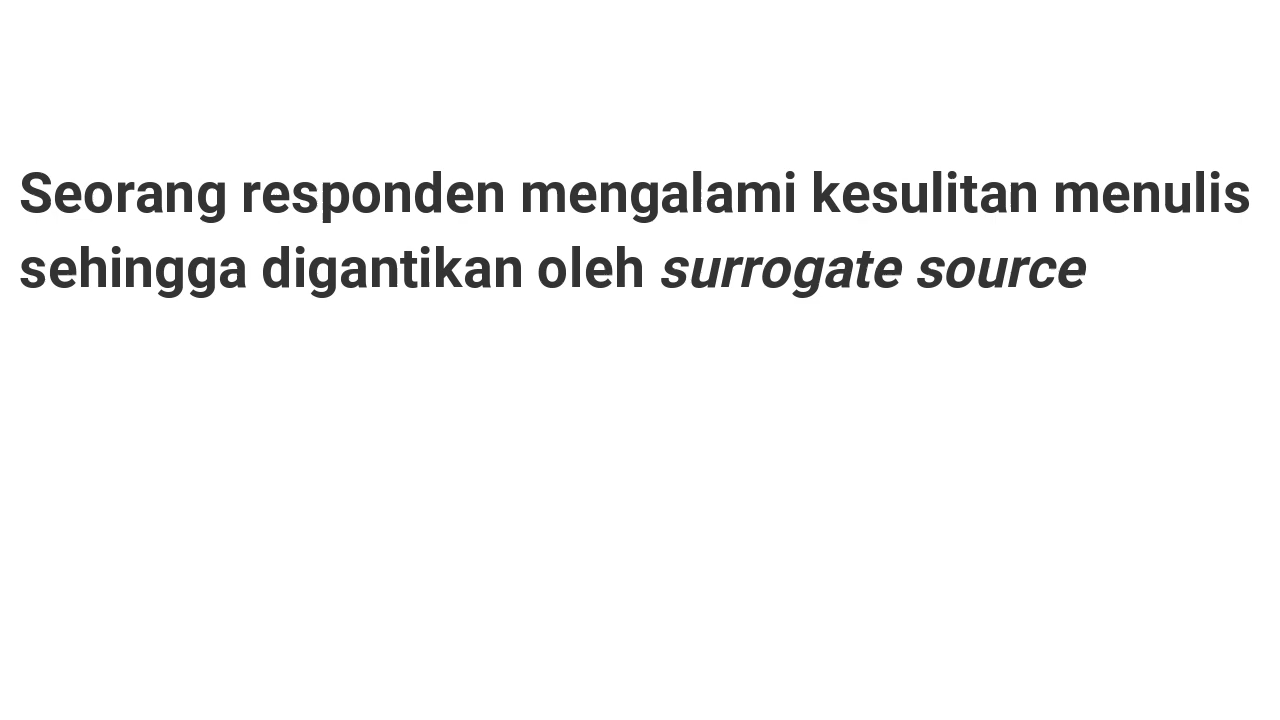 Seorang responden mengalami kesulitan menulis
sehingga digantikan oleh surrogate source